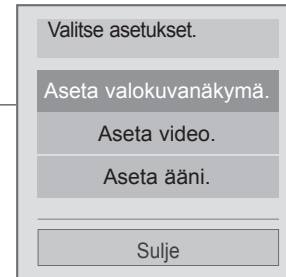 Valitse asetukset.
Aseta valokuvanäkymä.
Aseta video.
Aseta ääni.
Sulje